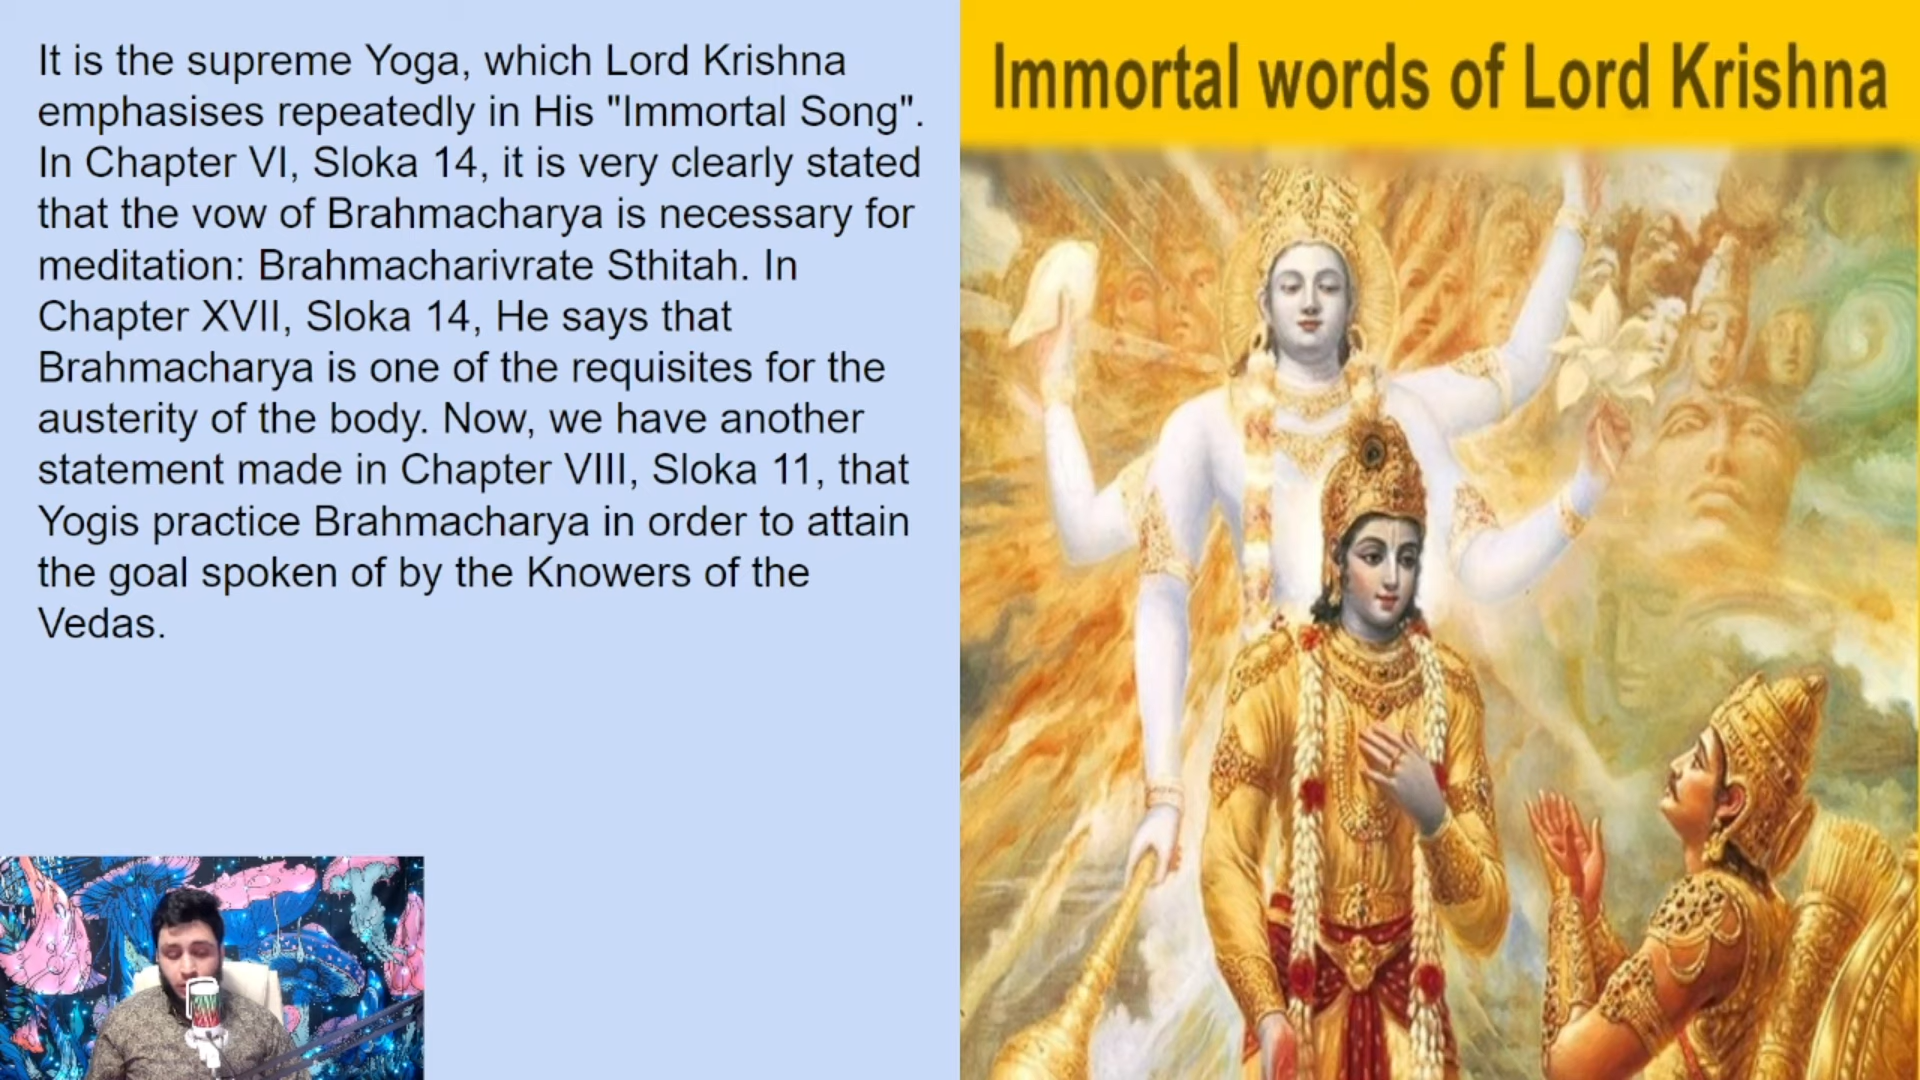 It is the supreme Yoga, which Lord Krishna
emphasises repeatedly in His "Immortal Song".
In Chapter VI, Sloka 14, it is very clearly stated
that the vow of Brahmacharya is necessary for
meditation: Brahmacharivrate Sthitah. In
Chapter XVII, Sloka 14, He says that
Brahmacharya is one of the requisites for the
austerity of the body. Now, we have another
statement made in Chapter VIII, Sloka 11, that
Yogis practice Brahmacharya in order to attain
the goal spoken of by the Knowers of the
Vedas.
Immortal words of Lord Krishna